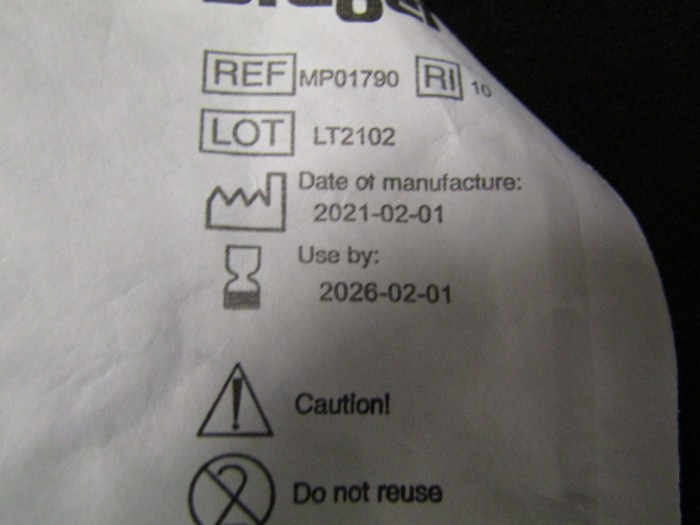 REF MP01790 RI 10
LOT LT2102
Date of manufacture:
2021-02-01
Use by:
2026-02-01
Caution!
Do not reuse